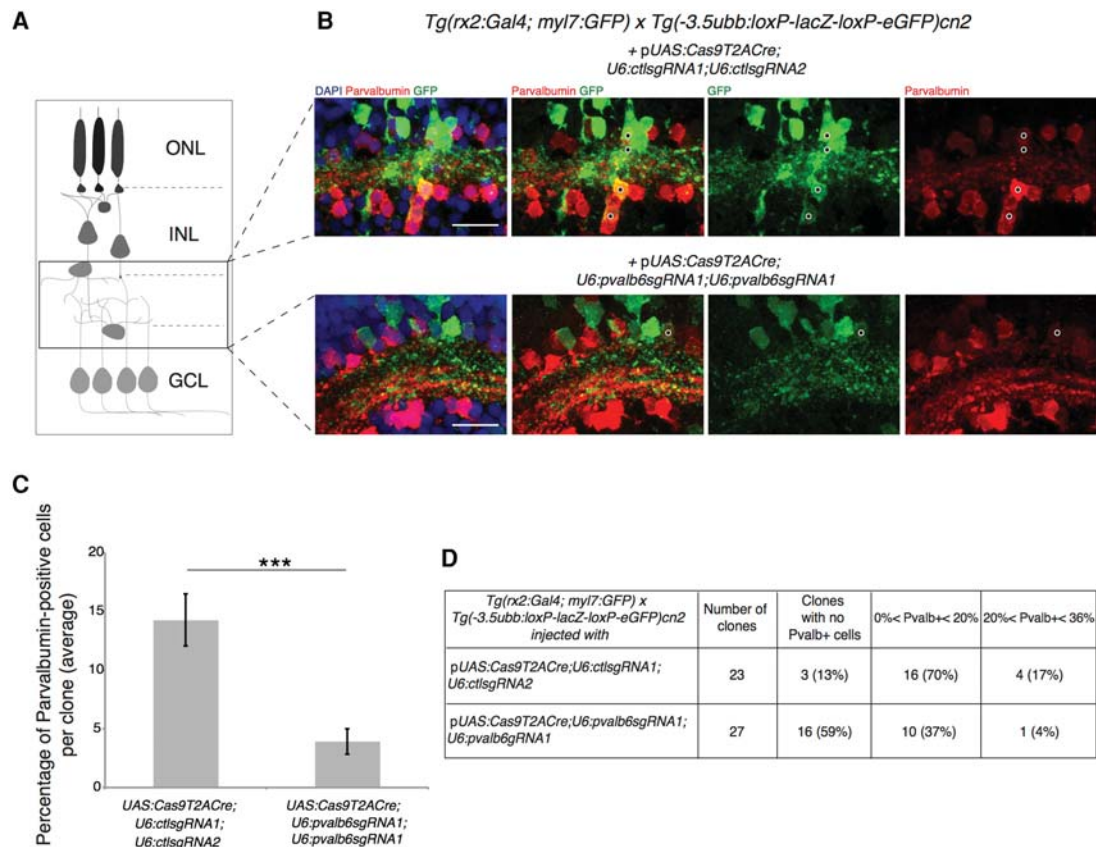 A
ONL
INL
GCL
B
Tg(rx2:Gal4; myl7:GFP) x Tg(-3.5ubb:loxP-lacZ-loxP-eGFP)cn2
+ pUAS:Cas9T2ACre;
U6:ctlsgRNA1;U6:ctlsgRNA2
DAPI Parvalbumin GFP
Parvalbumin GFP
GFP
Parvalbumin
+ pUAS:Cas9T2ACre;
U6:pvalb6sgRNA1;U6:pvalb6sgRNA1
C
Percentage of Parvalbumin-positive cells
per clone (average)
20
15
10
5
0
***
UAS:Cas9T2ACre;
U6:ctlsgRNA1;
U6:ctlsgRNA2
UAS:Cas9T2ACre;
U6:pvalb6sgRNA1;
U6:pvalb6sgRNA1
D
Tg(rx2:Gal4; myl7:GFP) x
Tg(-3.5ubb:loxP-lacZ-loxP-eGFP)cn2
injected with
Number of
clones
Clones
with no
Pvalb+ cells
0%< Pvalb+< 20%
20%< Pvalb+< 36%
pUAS:Cas9T2ACre;U6:ctlsgRNA1;
U6:ctlsgRNA2
23
3 (13%)
16 (70%)
4 (17%)
pUAS:Cas9T2ACre;U6:pvalb6sgRNA1;
U6:pvalb6gRNA1
27
16 (59%)
10 (37%)
1 (4%)